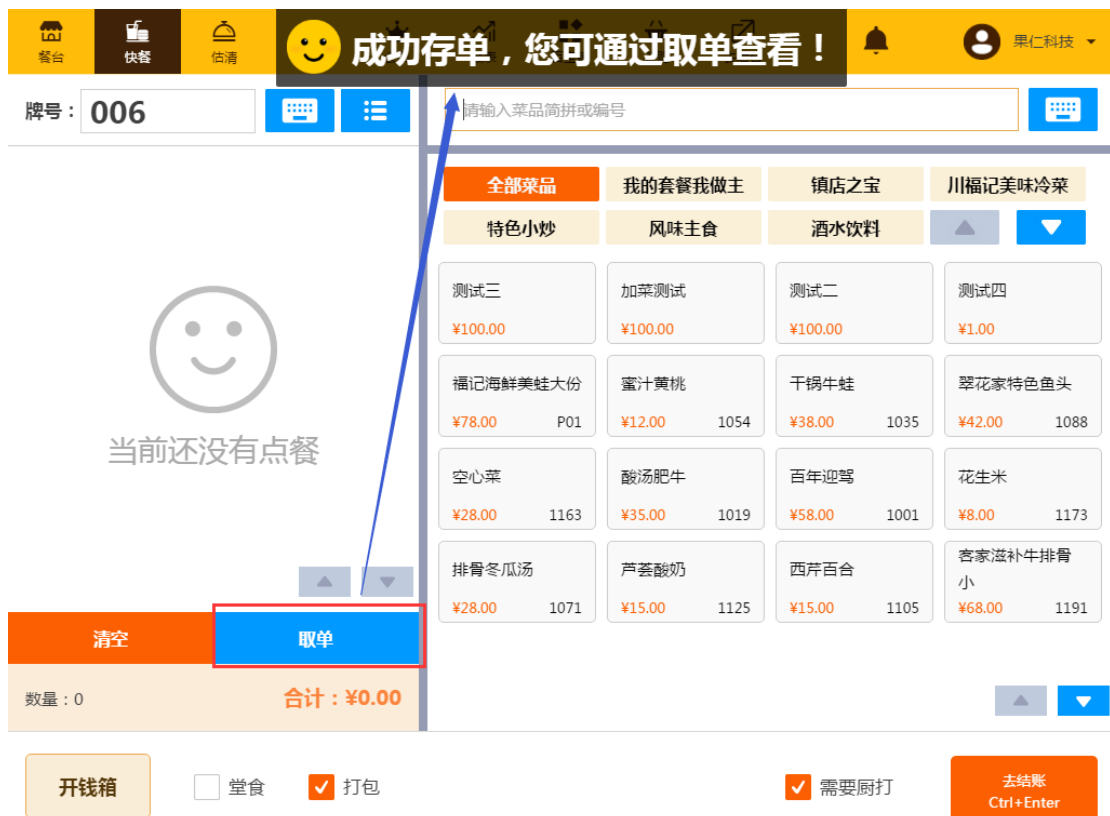 餐台
快餐
估清
成功存单，您可通过取单查看！
果仁科技
牌号：
006
请输入菜品简拼或编号
全部菜品
我的套餐我做主
镇店之宝
川福记美味冷菜
特色小炒
风味主食
酒水饮料
测试三
¥100.00
加菜测试
¥100.00
测试二
¥100.00
测试四
¥1.00
福记海鲜美蛙大份
¥78.00 P01
蜜汁黄桃
¥12.00 1054
干锅牛蛙
¥38.00 1035
翠花家特色鱼头
¥42.00 1088
空心菜
¥28.00 1163
酸汤肥牛
¥35.00 1019
百年迎驾
¥58.00 1001
花生米
¥8.00 1173
排骨冬瓜汤
¥28.00 1071
芦荟酸奶
¥15.00 1125
西芹百合
¥15.00 1105
客家滋补牛排骨
小
¥68.00 1191
当前还没有点餐
清空
取单
数量：0
合计：¥0.00
开钱箱
堂食
打包
需要厨打
去结账
Ctrl+Enter